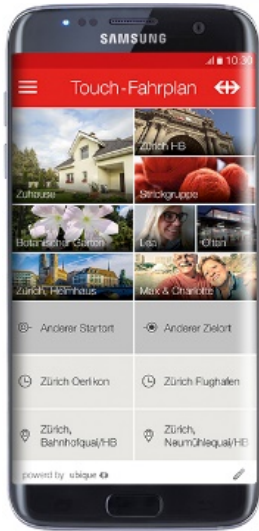 SAMSUNG
10:30
Touch-Fahrplan
Zürich HB
Zuhause
Strickgruppe
Botanischer Garten
Lea
Olten
Zürich, Helmhaus
Max & Charlotte
Anderer Startort
Anderer Zielort
Zürich Oerlikon
Zürich Flughafen
Zürich,
Bahnhofquai/HB
Zürich,
Neumühlequai/HB
powerd by ubique